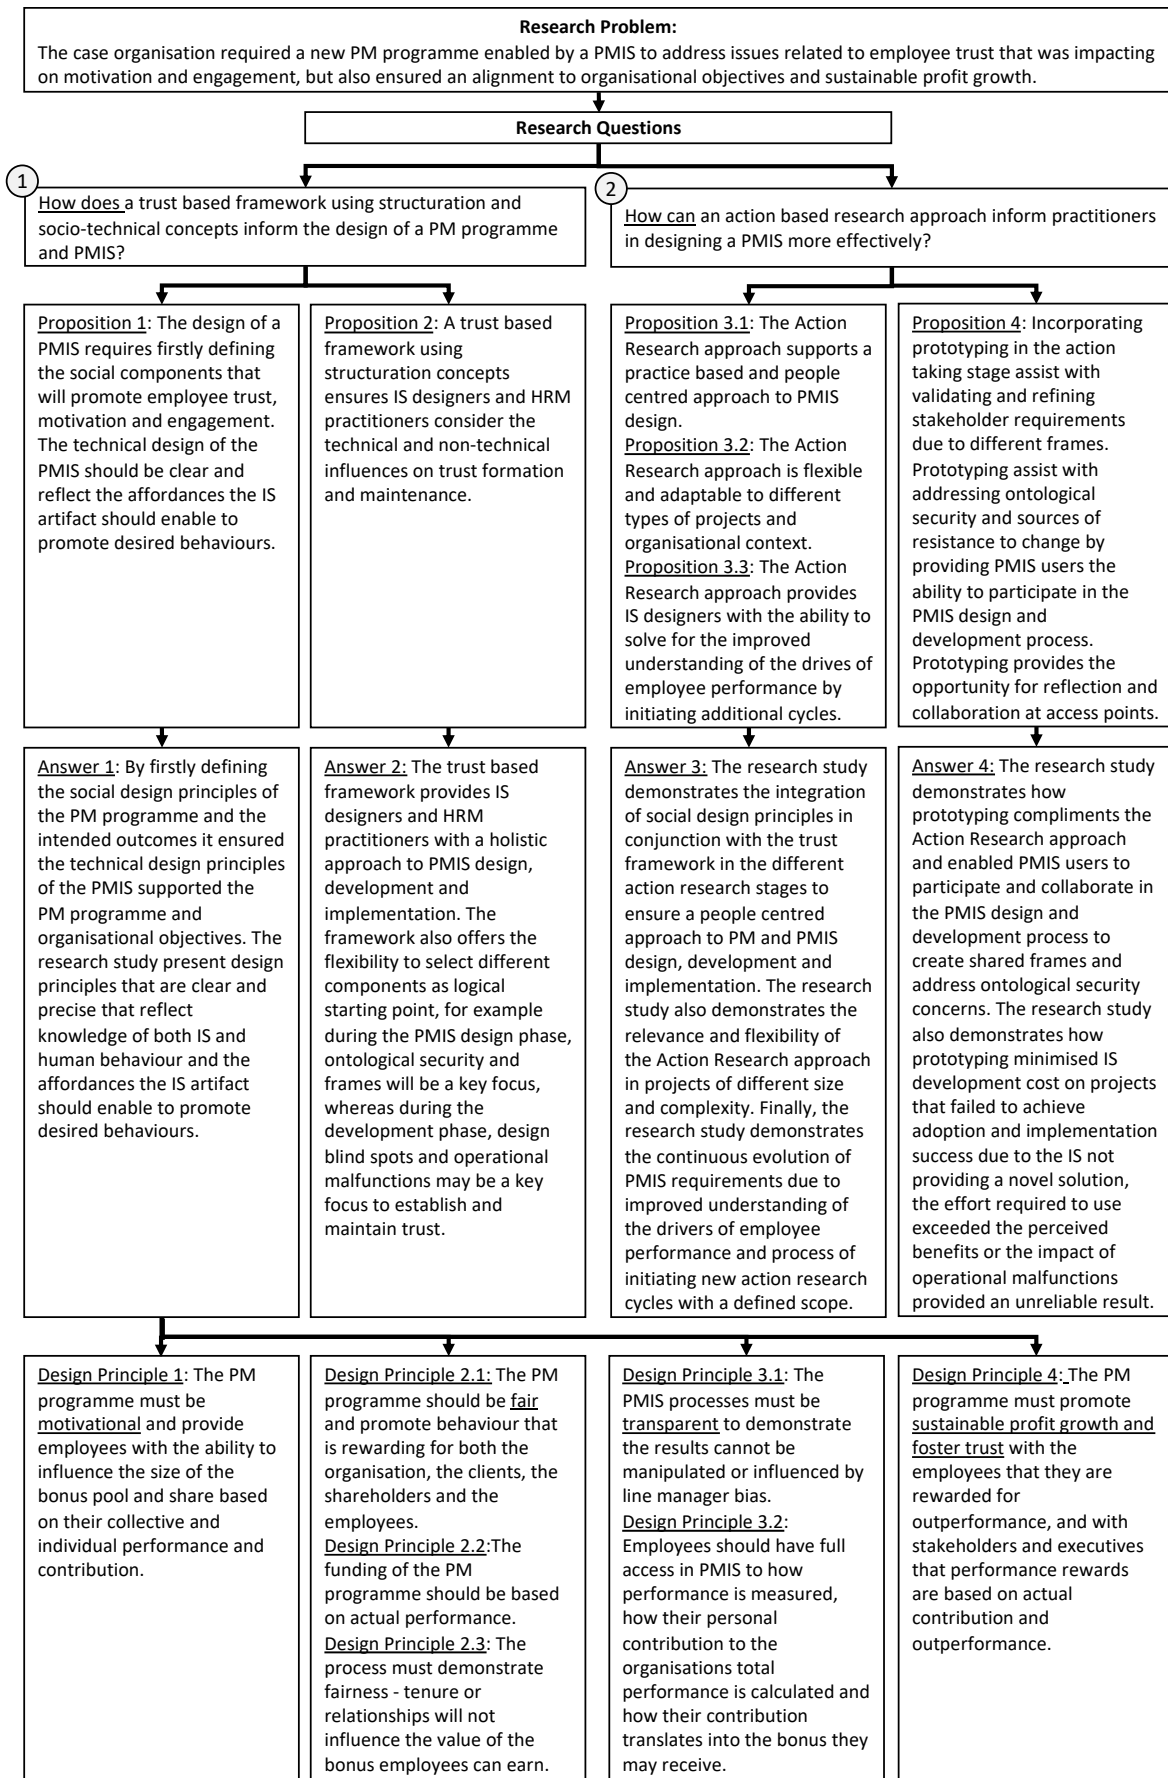 Research Problem:
The case organisation required a new PM programme enabled by a PMIS to address issues related to employee trust that was impacting
on motivation and engagement, but also ensured an alignment to organisational objectives and sustainable profit growth.
Research Questions
1
How does a trust based framework using structuration and
socio-technical concepts inform the design of a PM programme
and PMIS?
2
How can an action based research approach inform practitioners
in designing a PMIS more effectively?
Proposition 1: The design of a
PMIS requires firstly defining
the social components that
will promote employee trust,
motivation and engagement.
The technical design of the
PMIS should be clear and
reflect the affordances the IS
artifact should enable to
promote desired behaviours.
Proposition 2: A trust based
framework using
structuration concepts
ensures IS designers and HRM
practitioners consider the
technical and non-technical
influences on trust formation
and maintenance.
Proposition 3.1: The Action
Research approach supports a
practice based and people
centred approach to PMIS
design.
Proposition 3.2: The Action
Research approach is flexible
and adaptable to different
types of projects and
organisational context.
Proposition 3.3: The Action
Research approach provides
IS designers with the ability to
solve for the improved
understanding of the drives of
employee performance by
initiating additional cycles.
Proposition 4: Incorporating
prototyping in the action
taking stage assist with
validating and refining
stakeholder requirements
due to different frames.
Prototyping assist with
addressing ontological
security and sources of
resistance to change by
providing PMIS users the
ability to participate in the
PMIS design and
development process.
Prototyping provides the
opportunity for reflection and
collaboration at access points.
Answer 1: By firstly defining
the social design principles of
the PM programme and the
intended outcomes it ensured
the technical design principles
of the PMIS supported the
PM programme and
organisational objectives. The
research study present design
principles that are clear and
precise that reflect
knowledge of both IS and
human behaviour and the
affordances the IS artifact
should enable to promote
desired behaviours.
Answer 2: The trust based
framework provides IS
designers and HRM
practitioners with a holistic
approach to PMIS design,
development and
implementation. The
framework also offers the
flexibility to select different
components as logical
starting point, for example
during the PMIS design phase,
ontological security and
frames will be a key focus,
whereas during the
development phase, design
blind spots and operational
malfunctions may be a key
focus to establish and
maintain trust.
Answer 3: The research study
demonstrates the integration
of social design principles in
conjunction with the trust
framework in the different
action research stages to
ensure a people centred
approach to PM and PMIS
design, development and
implementation. The research
study also demonstrates the
relevance and flexibility of
the Action Research approach
in projects of different size
and complexity. Finally, the
research study demonstrates
the continuous evolution of
PMIS requirements due to
improved understanding of
the drivers of employee
performance and process of
initiating new action research
cycles with a defined scope.
Answer 4: The research study
demonstrates how
prototyping compliments the
Action Research approach
and enabled PMIS users to
participate and collaborate in
the PMIS design and
development process to
create shared frames and
address ontological security
concerns. The research study
also demonstrates how
prototyping minimised IS
development cost on projects
that failed to achieve
adoption and implementation
success due to the IS not
providing a novel solution,
the effort required to use
exceeded the perceived
benefits or the impact of
operational malfunctions
provided an unreliable result.
Design Principle 1: The PM
programme must be
motivational and provide
employees with the ability to
influence the size of the
bonus pool and share based
on their collective and
individual performance and
contribution.
Design Principle 2.1: The PM
programme should be fair
and promote behaviour that
is rewarding for both the
organisation, the clients, the
shareholders and the
employees.
Design Principle 2.2:The
funding of the PM
programme should be based
on actual performance.
Design Principle 2.3: The
process must demonstrate
fairness - tenure or
relationships will not
influence the value of the
bonus employees can earn.
Design Principle 3.1: The
PMIS processes must be
transparent to demonstrate
the results cannot be
manipulated or influenced by
line manager bias.
Design Principle 3.2:
Employees should have full
access in PMIS to how
performance is measured,
how their personal
contribution to the
organisations total
performance is calculated and
how their contribution
translates into the bonus they
may receive.
Design Principle 4: The PM
programme must promote
sustainable profit growth and
foster trust with the
employees that they are
rewarded for
outperformance, and with
stakeholders and executives
that performance rewards
are based on actual
contribution and
outperformance.